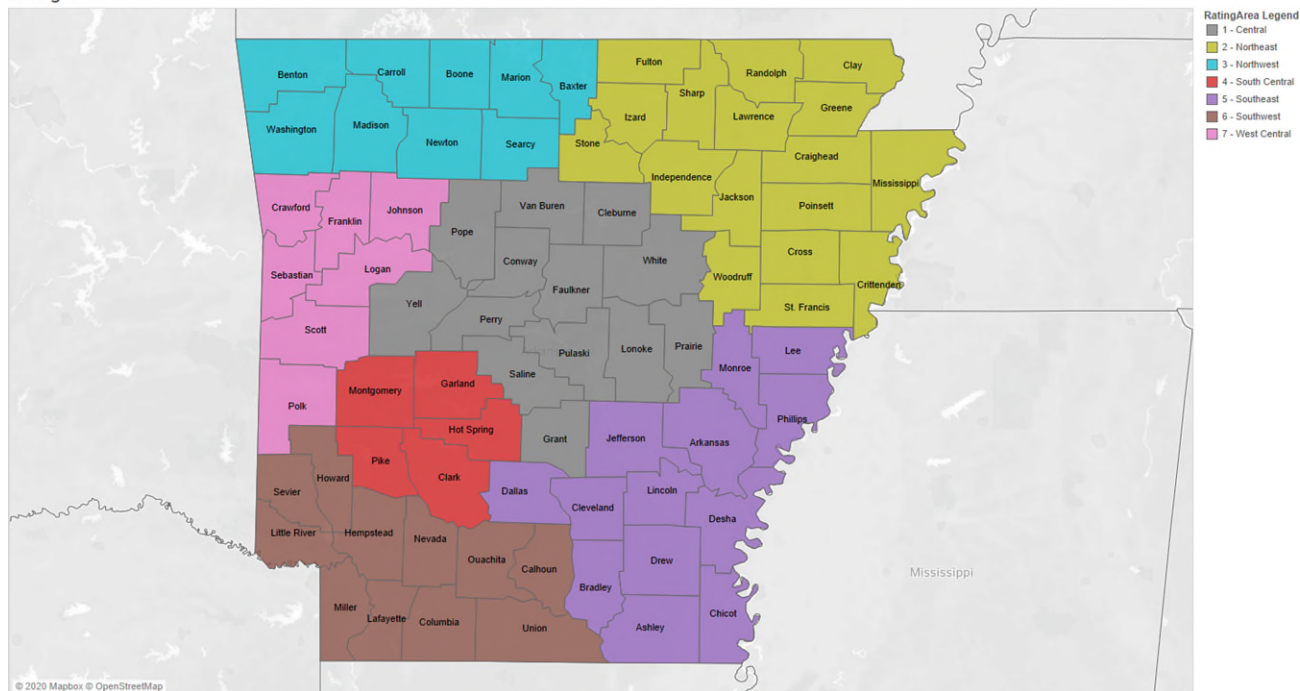 RatingArea Legend
1 - Central
2 - Northeast
3 - Northwest
4 - South Central
5 - Southeast
6 - Southwest
7 - West Central
Benton
Carroll
Boone
Marion
Baxter
Fulton
Randolph
Clay
Sharp
Greene
Izard
Lawrence
Washington
Madison
Newton
Searcy
Stone
Craighead
Independence
Mississippi
Jackson
Poinsett
Crawford
Franklin
Johnson
Van Buren
Cleburne
Pope
Conway
White
Cross
Sebastian
Logan
Woodruff
Crittenden
Faulkner
Yell
St. Francis
Scott
Perry
Pulaski
Lonoke
Prairie
Lee
Saline
Monroe
Montgomery
Garland
Polk
Phillips
Hot Spring
Grant
Jefferson
Arkansas
Pike
Clark
Howard
Sevier
Dallas
Lincoln
Cleveland
Desha
Little River
Hempstead
Nevada
Ouachita
Calhoun
Drew
Bradley
Mississippi
Miller
Lafayette
Columbia
Union
Ashley
Chicot
© 2020 Mapbox © OpenStreetMap